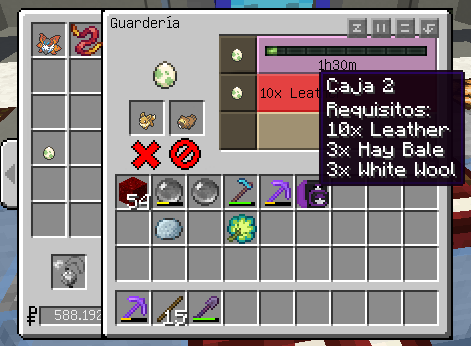 Guardería
1h30m
10x Leat
Caja 2
Requisitos:
10x Leather
3x Hay Bale
3x White Wool
54
15
588.192